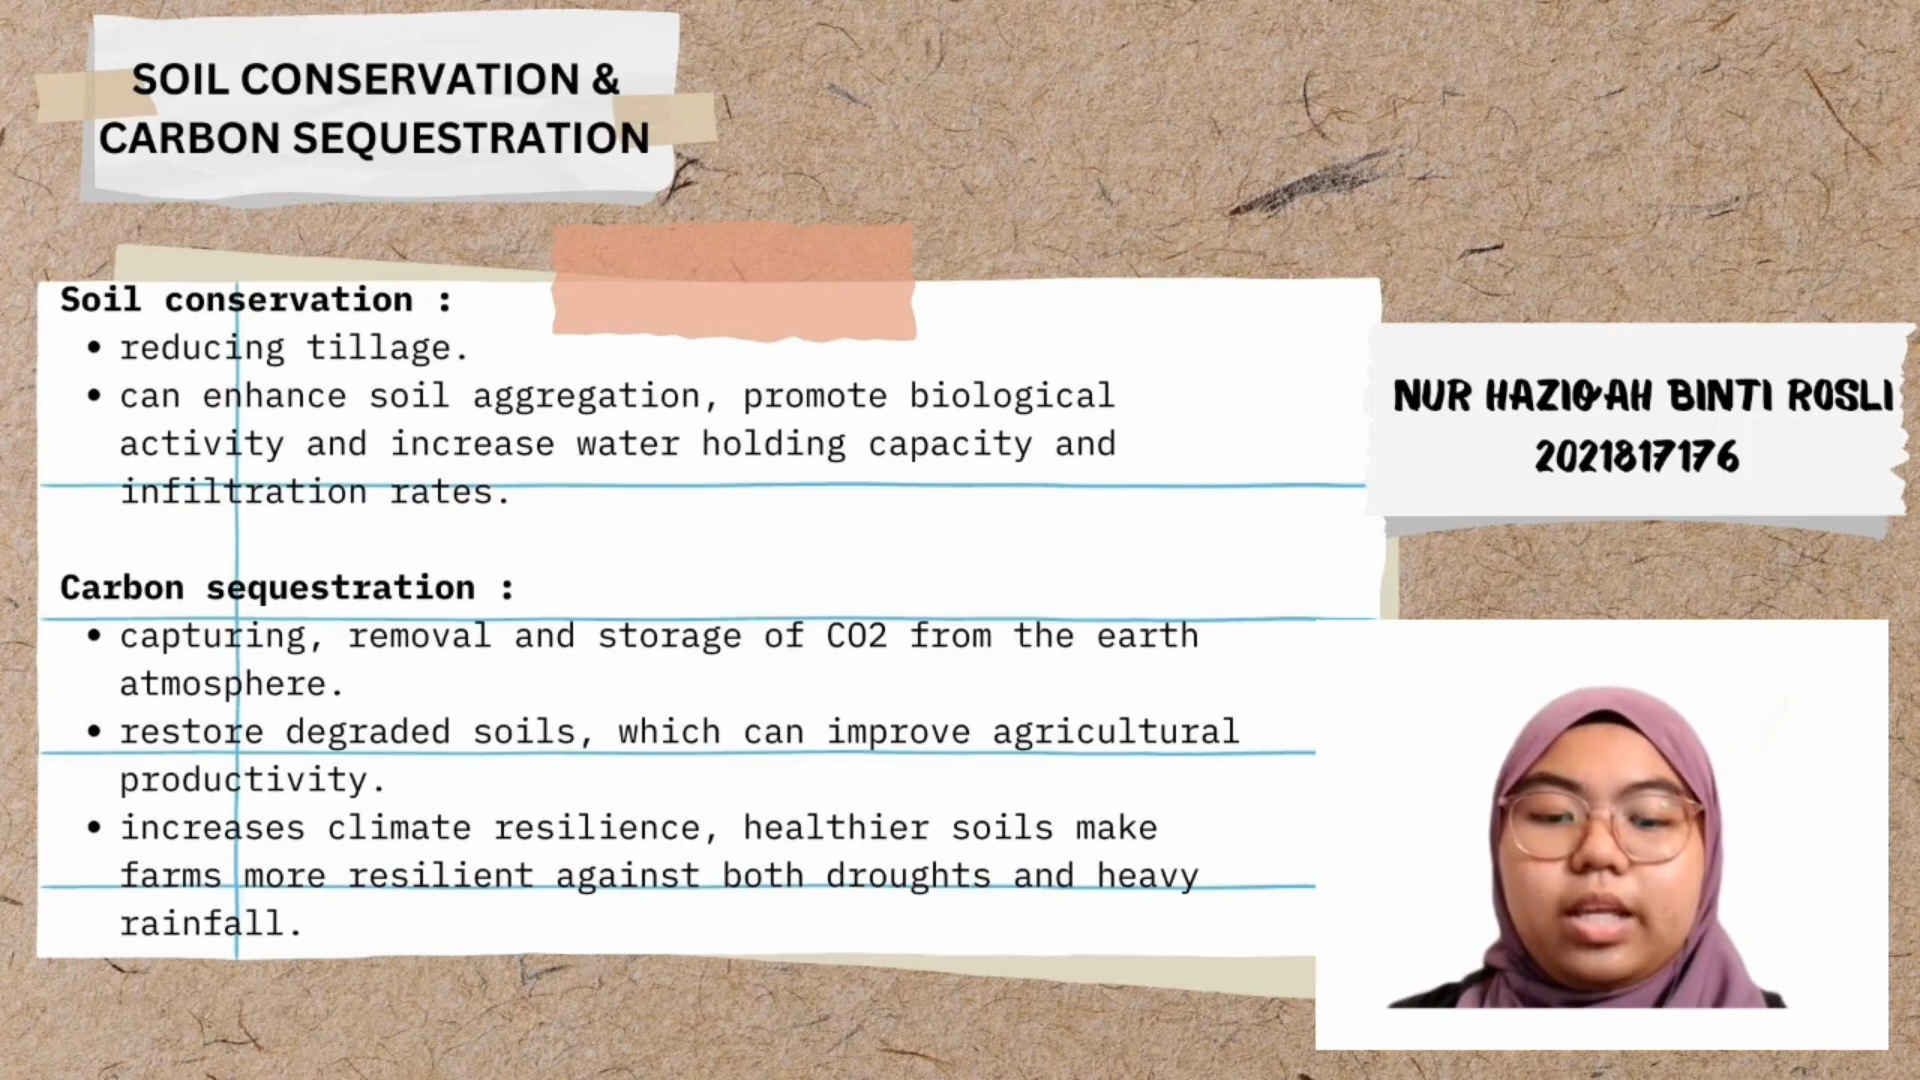 SOIL CONSERVATION &
CARBON SEQUESTRATION
Soil conservation :
• reducing tillage.
• can enhance soil aggregation, promote biological
activity and increase water holding capacity and
infiltration rates.
Carbon sequestration :
• capturing, removal and storage of CO2 from the earth
atmosphere.
• restore degraded soils, which can improve agricultural
productivity.
• increases climate resilience, healthier soils make
farms more resilient against both droughts and heavy
rainfall.
NUR HAZIQAH BINTI ROSLI
2021817176